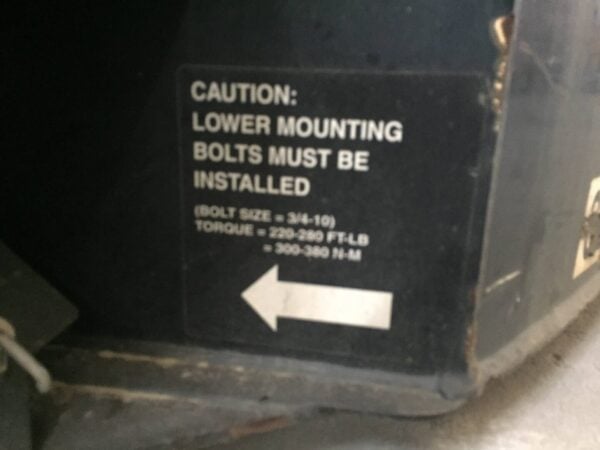 CAUTION:
LOWER MOUNTING
BOLTS MUST BE
INSTALLED
(BOLT SIZE = 3/4-10)
TORQUE = 220-280 FT-LB
= 300-380 N-M